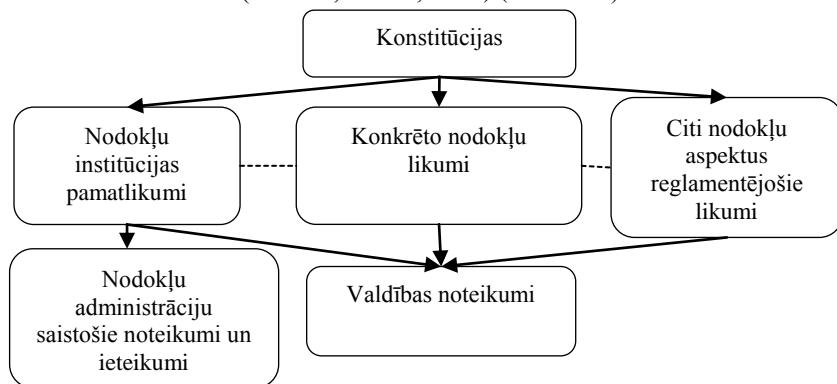 Konstitūcijas
Nodokļu
institūcijas
pamatlikumi
Konkrēto nodokļu
likumi
Citi nodokļu
aspektus
reglamentējošie
likumi
Nodokļu
administrāciju
saistošie noteikumi un
ieteikumi
Valdības noteikumi